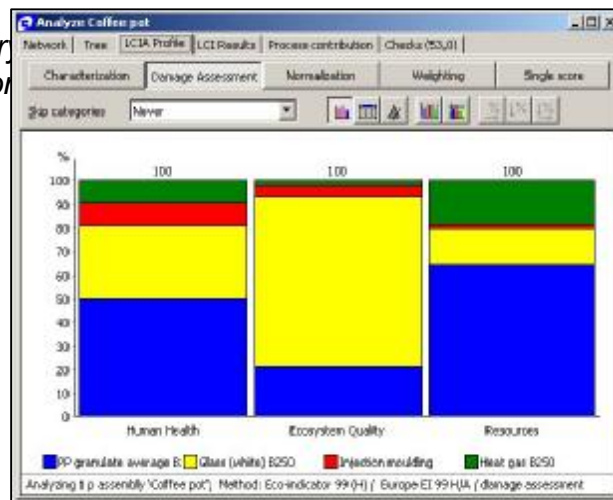 Analyze Coffee pot
Network Tree LCIA Profile LCI Results Process contribution Checks (53,0)
Characterization Damage Assessment Normalization Weighting Single score
Skip categories Never
%
100 100 100
100
90
80
70
60
50
40
30
20
10
0
Human Health Ecosystem Quality Resources
PP granulate average B: Glass (white) B250 Injection moulding Heat gas B250
Analyzing 1 p assembly 'Coffee pot'; Method: Eco-indicator 99 (H) / Europe EI 99 H/A / damage assessment